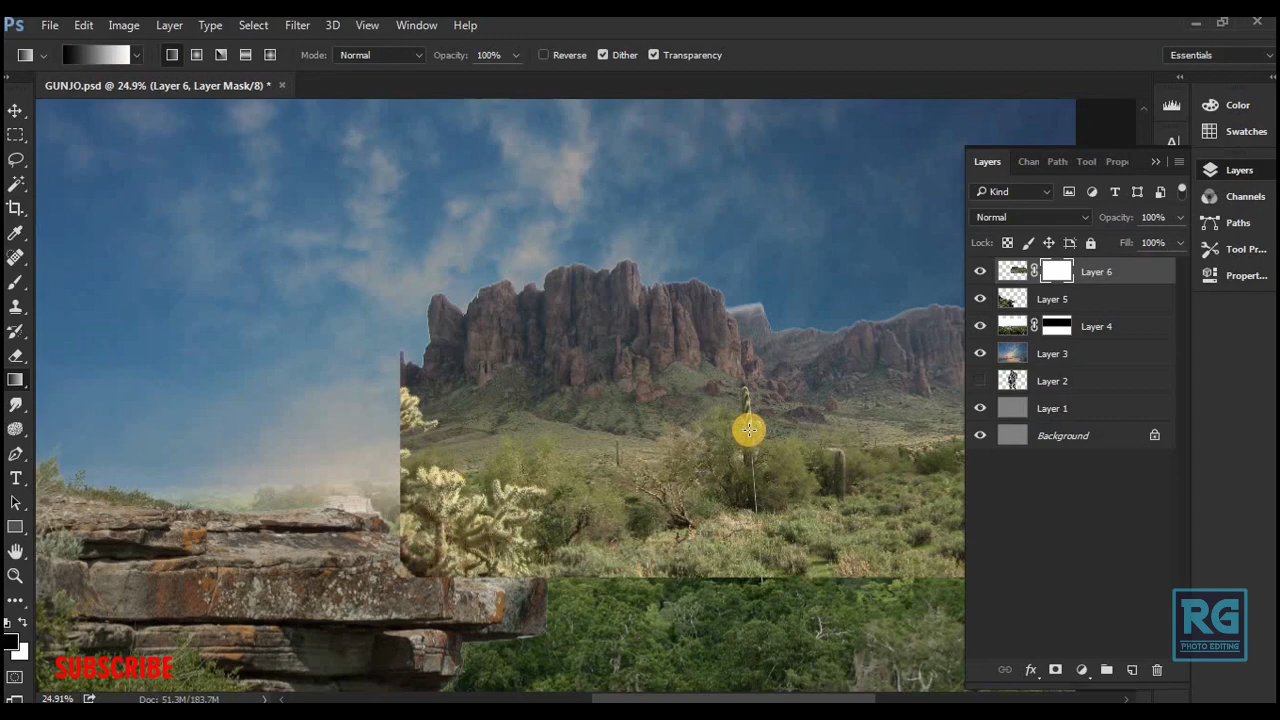 Ps File Edit Image Layer Type Select Filter 3D View Window Help
Mode: Normal Opacity: 100% Reverse Dither Transparency Essentials
GUNJO.psd @ 24.9% (Layer 6, Layer Mask/8) * ×
Color
Swatches
Layers
Channels
Paths
Tool Pr...
Propert...
Layers Chan Path Tool Prope
Kind
Normal Opacity: 100%
Lock: Fill: 100%
Layer 6
Layer 5
Layer 4
Layer 3
Layer 2
Layer 1
Background
fx
RG
PHOTO EDITING
SUBSCRIBE
24.91% Doc: 51.3M/183.7M